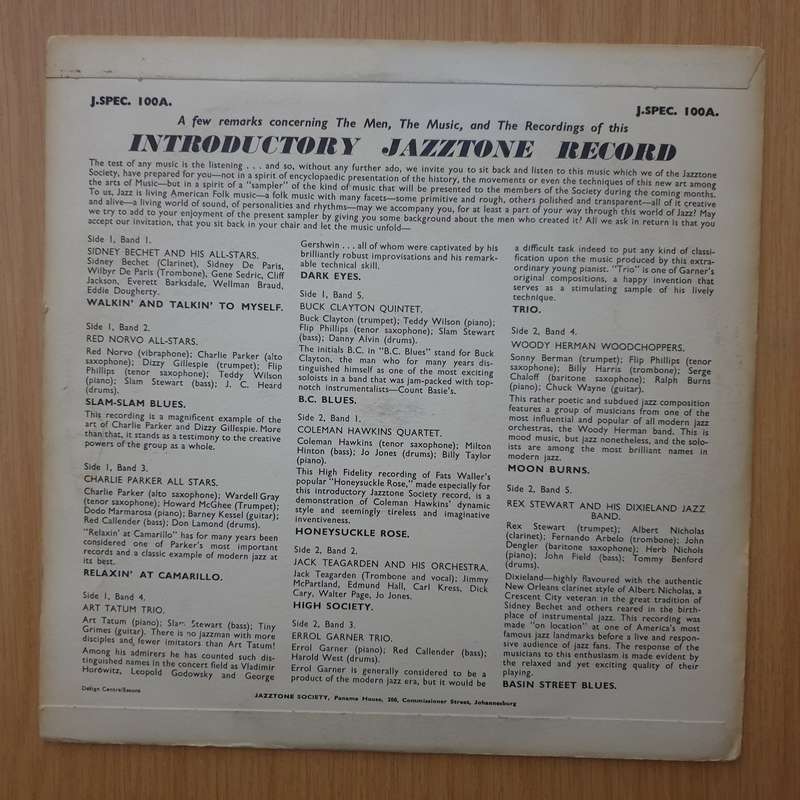 J.SPEC. 100A.
J.SPEC. 100A.
A few remarks concerning The Men, The Music, and The Recordings of this
INTRODUCTORY JAZZTONE RECORD
The test of any music is the listening . . . and so, without any further ado, we invite you to sit back and listen to this music which we of the Jazztone
Society, have prepared for you—not in a spirit of encyclopaedic presentation of the history, the movements or even the techniques of this new art among
the arts of Music—but in a spirit of a "sampler" of the kind of music that will be presented to the members of the Society during the coming months.
To us, Jazz is living American Folk music—a folk music with many facets—some primitive and rough, others polished and transparent—all of it creative
and alive—a living world of sound, of personalities and rhythms—may we accompany you, for at least a part of your way through this world of Jazz? May
we try to add to your enjoyment of the present sampler by giving you some background about the men who created it? All we ask in return is that you
accept our invitation, that you sit back in your chair and let the music unfold—
Side 1, Band 1.
SIDNEY BECHET AND HIS ALL-STARS.
Sidney Bechet (Clarinet), Sidney De Paris,
Wilbyr De Paris (Trombone), Gene Sedric, Cliff
Jackson, Everett Barksdale, Wellman Braud,
Eddie Dougherty.
WALKIN' AND TALKIN' TO MYSELF.
Side 1, Band 2.
RED NORVO ALL-STARS.
Red Norvo (vibraphone); Charlie Parker (alto
saxophone); Dizzy Gillespie (trumpet); Flip
Phillips (tenor saxophone); Teddy Wilson
(piano); Slam Stewart (bass); J. C. Heard
(drums).
SLAM-SLAM BLUES.
This recording is a magnificent example of the
art of Charlie Parker and Dizzy Gillespie. More
than that, it stands as a testimony to the creative
powers of the group as a whole.
Side 1, Band 3.
CHARLIE PARKER ALL STARS.
Charlie Parker (alto saxophone); Wardell Gray
(tenor saxophone); Howard McGhee (Trumpet);
Dodo Marmarosa (piano); Barney Kessel (guitar);
Red Callender (bass); Don Lamond (drums).
"Relaxin' at Camarillo" has for many years been
considered one of Parker's most important
records and a classic example of modern jazz at
its best.
RELAXIN' AT CAMARILLO.
Side 1, Band 4.
ART TATUM TRIO.
Art Tatum (piano); Slam Stewart (bass); Tiny
Grimes (guitar). There is no jazzman with more
disciples and fewer imitators than Art Tatum!
Among his admirers he has counted such dis-
tinguished names in the concert field as Vladimir
Horowitz, Leopold Godowsky and George
Design Centre/Besure
Gershwin . . . all of whom were captivated by his
brilliantly robust improvisations and his remark-
able technical skill.
DARK EYES.
Side 1, Band 5.
BUCK CLAYTON QUINTET.
Buck Clayton (trumpet); Teddy Wilson (piano);
Flip Phillips (tenor saxophone); Slam Stewart
(bass); Danny Alvin (drums).
The initials B.C. in "B.C. Blues" stand for Buck
Clayton, the man who for many years dis-
tinguished himself as one of the most exciting
soloists in a band that was jam-packed with top-
notch instrumentalists—Count Basie's.
B.C. BLUES.
Side 2, Band 1.
COLEMAN HAWKINS QUARTET.
Coleman Hawkins (tenor saxophone); Milton
Hinton (bass); Jo Jones (drums); Billy Taylor
(piano).
This High Fidelity recording of Fats Waller's
popular "Honeysuckle Rose," made especially for
this introductory Jazztone Society record, is a
demonstration of Coleman Hawkins' dynamic
style and seemingly tireless and imaginative
inventiveness.
HONEYSUCKLE ROSE.
Side 2, Band 2.
JACK TEAGARDEN AND HIS ORCHESTRA.
Jack Teagarden (Trombone and vocal); Jimmy
McPartland, Edmund Hall, Carl Kress, Dick
Cary, Walter Page, Jo Jones.
HIGH SOCIETY.
Side 2, Band 3.
ERROL GARNER TRIO.
Errol Garner (piano); Red Callender (bass);
Harold West (drums).
Errol Garner is generally considered to be a
product of the modern jazz era, but it would be
JAZZTONE SOCIETY, Panama House, 200, Commissioner Street, Johannesburg
a difficult task indeed to put any kind of classi-
fication upon the music produced by this extra-
ordinary young pianist. "Trio" is one of Garner's
original compositions, a happy invention that
serves as a stimulating sample of his lively
technique.
TRIO.
Side 2, Band 4.
WOODY HERMAN WOODCHOPPERS.
Sonny Berman (trumpet); Flip Phillips (tenor
saxophone); Billy Harris (trombone); Serge
Chaloff (baritone saxophone); Ralph Burns
(piano); Chuck Wayne (guitar).
This rather poetic and subdued jazz composition
features a group of musicians from one of the
most influential and popular of all modern jazz
orchestras, the Woody Herman band. This is
mood music, but jazz nonetheless, and the solo-
ists are among the most brilliant names in
modern jazz.
MOON BURNS.
Side 2, Band 5.
REX STEWART AND HIS DIXIELAND JAZZ
BAND.
Rex Stewart (trumpet); Albert Nicholas
(clarinet); Fernando Arbelo (trombone); John
Dengler (baritone saxophone); Herb Nichols
(piano); John Field (bass); Tommy Benford
(drums).
Dixieland—highly flavoured with the authentic
New Orleans clarinet style of Albert Nicholas, a
Crescent City veteran in the great tradition of
Sidney Bechet and others reared in the birth-
place of instrumental jazz. This recording was
made "on location" at one of America's most
famous jazz landmarks before a live and respon-
sive audience of jazz fans. The response of the
musicians to this enthusiasm is made evident by
the relaxed and yet exciting quality of their
playing.
BASIN STREET BLUES.